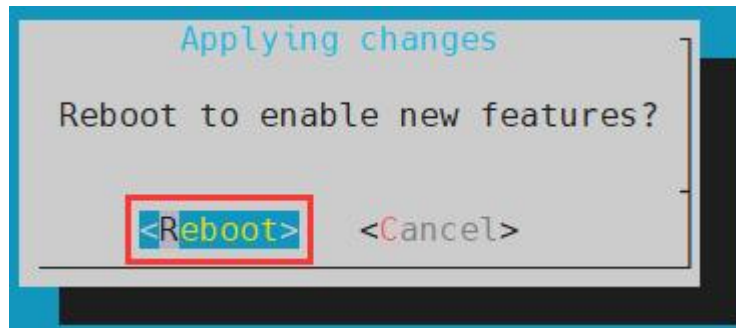 Applying changes
Reboot to enable new features?
<Reboot> <Cancel>